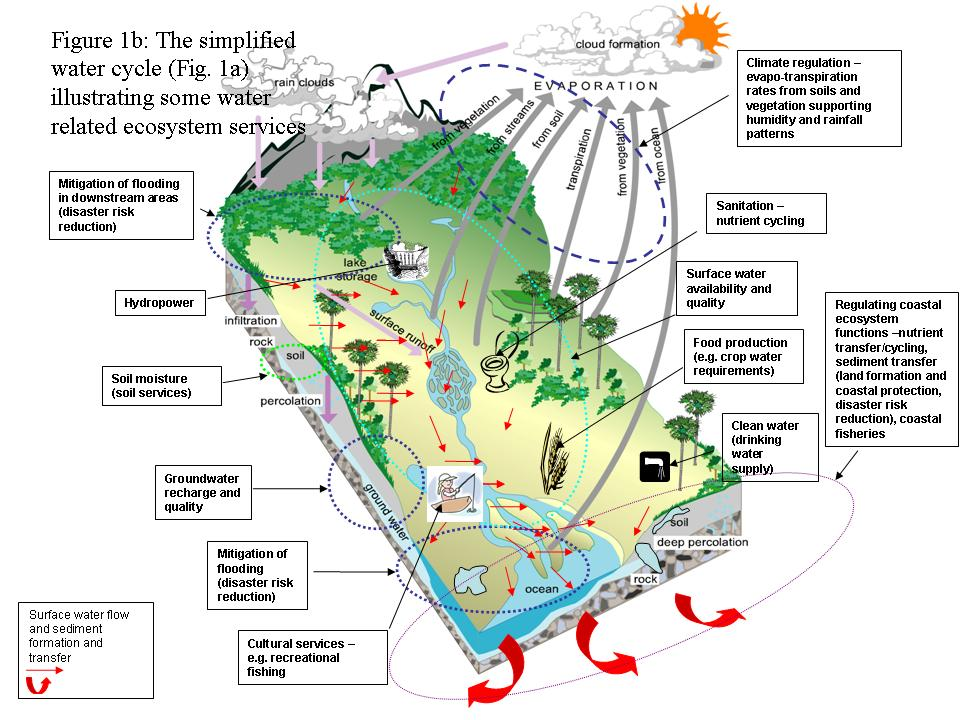 Figure 1b: The simplified
water cycle (Fig. 1a)
illustrating some water
related ecosystem services
rain clouds
cloud formation
EVAPORATION
from vegetation
from streams
from soil
transpiration
from vegetation
from ocean
Climate regulation –
evapo-transpiration
rates from soils and
vegetation supporting
humidity and rainfall
patterns
Mitigation of flooding
in downstream areas
(disaster risk
reduction)
Sanitation –
nutrient cycling
lake
storage
Surface water
availability and
quality
Hydropower
surface runoff
infiltration
rock
soil
percolation
Regulating coastal
ecosystem
functions –nutrient
transfer/cycling,
sediment transfer
(land formation and
coastal protection,
disaster risk
reduction), coastal
fisheries
Food production
(e.g. crop water
requirements)
Soil moisture
(soil services)
Clean water
(drinking
water
supply)
Groundwater
recharge and
quality
ground water
soil
deep percolation
rock
Mitigation of
flooding
(disaster risk
reduction)
ocean
Cultural services –
e.g. recreational
fishing
Surface water flow
and sediment
formation and
transfer